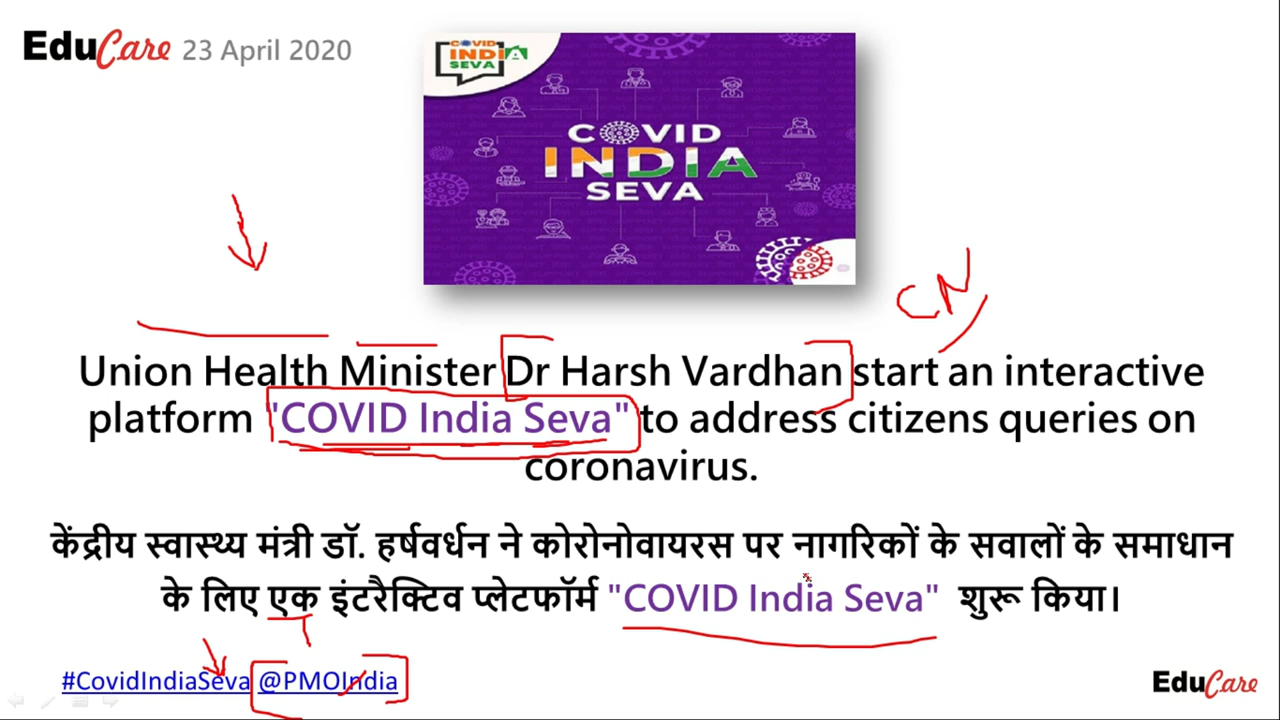 EduCare 23 April 2020
COVID
INDIA
SEVA
COVID
INDIA
SEVA
CN
Union Health Minister Dr Harsh Vardhan start an interactive
platform "COVID India Seva" to address citizens queries on
coronavirus.
केंद्रीय स्वास्थ्य मंत्री डॉ. हर्षवर्धन ने कोरोनोवायरस पर नागरिकों के सवालों के समाधान
के लिए एक इंटरैक्टिव प्लेटफॉर्म "COVID India Seva" शुरू किया।
#CovidIndiaSeva @PMOIndia
EduCare